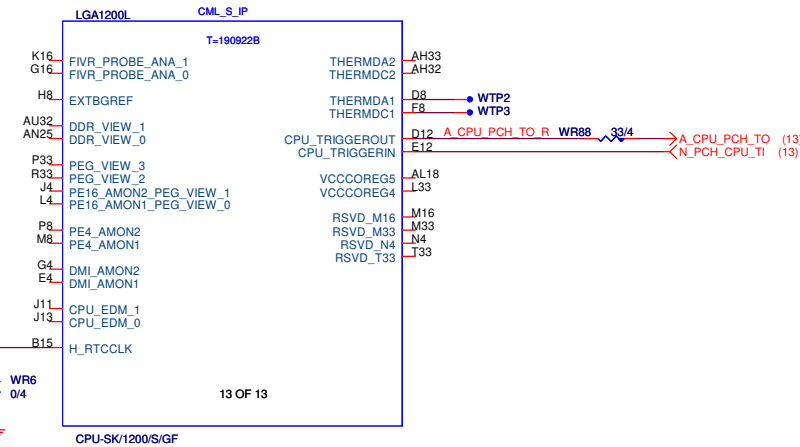 LGA1200L CML_S_IP
T=190922B
K16 FIVR_PROBE_ANA_1 THERMDA2 AH33
G16 FIVR_PROBE_ANA_0 THERMDC2 AH32
H8 EXTBGREF THERMDA1 D8 WTP2
THERMDC1 F8 WTP3
AU32 DDR_VIEW_1
AN25 DDR_VIEW_0 CPU_TRIGGEROUT D12 A_CPU_PCH_TO_R WR88 33/4 A_CPU_PCH_TO (13)
CPU_TRIGGERIN E12 N_PCH_CPU_TI (13)
P33 PEG_VIEW_3
R33 PEG_VIEW_2 VCCCOREG5 AL18
J4 PE16_AMON2_PEG_VIEW_1 VCCCOREG4 L33
L4 PE16_AMON1_PEG_VIEW_0
RSVD_M16 M16
P8 PE4_AMON2 RSVD_M33 M33
M8 PE4_AMON1 RSVD_N4 N4
RSVD_T33 T33
G4 DMI_AMON2
E4 DMI_AMON1
J11 CPU_EDM_1
J13 CPU_EDM_0
B15 H_RTCCLK
WR6
0/4
13 OF 13
CPU-SK/1200/S/GF